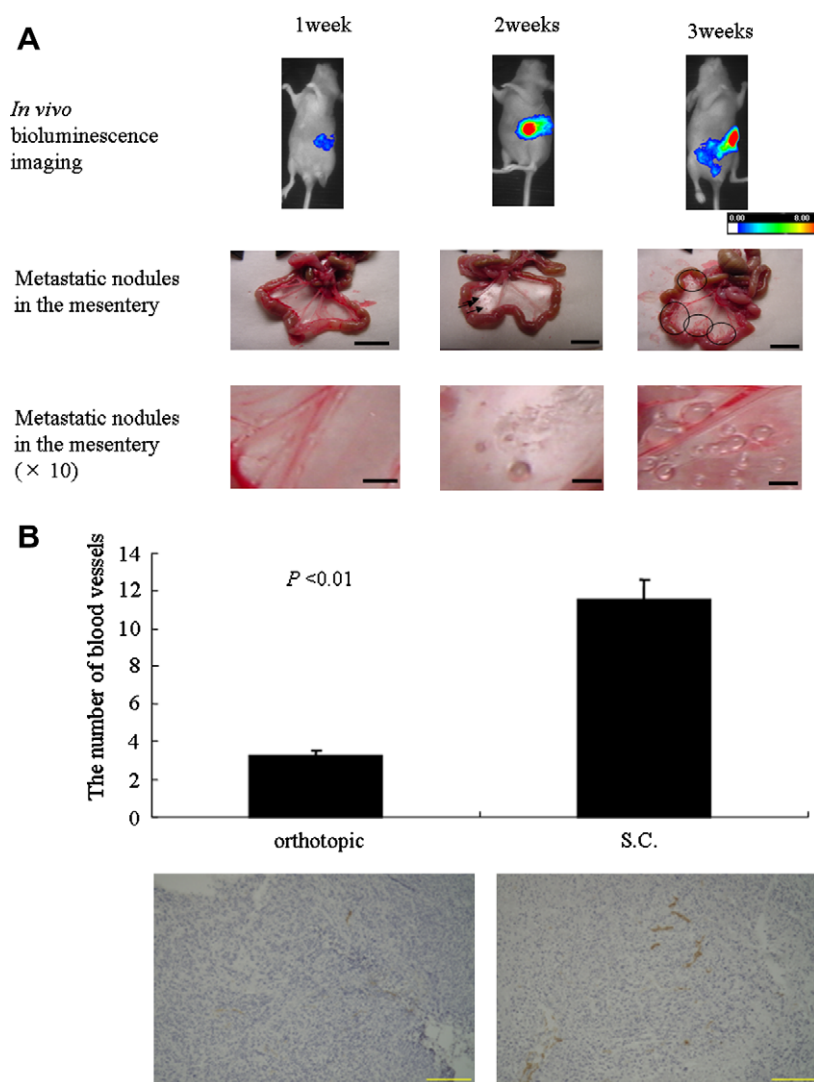 A
1week
2weeks
3weeks
In vivo
bioluminescence
imaging
0.00
8.00
Metastatic nodules
in the mesentery
Metastatic nodules
in the mesentery
(× 10)
B
The number of blood vessels
14
12
10
8
6
4
2
0
P <0.01
orthotopic
S.C.